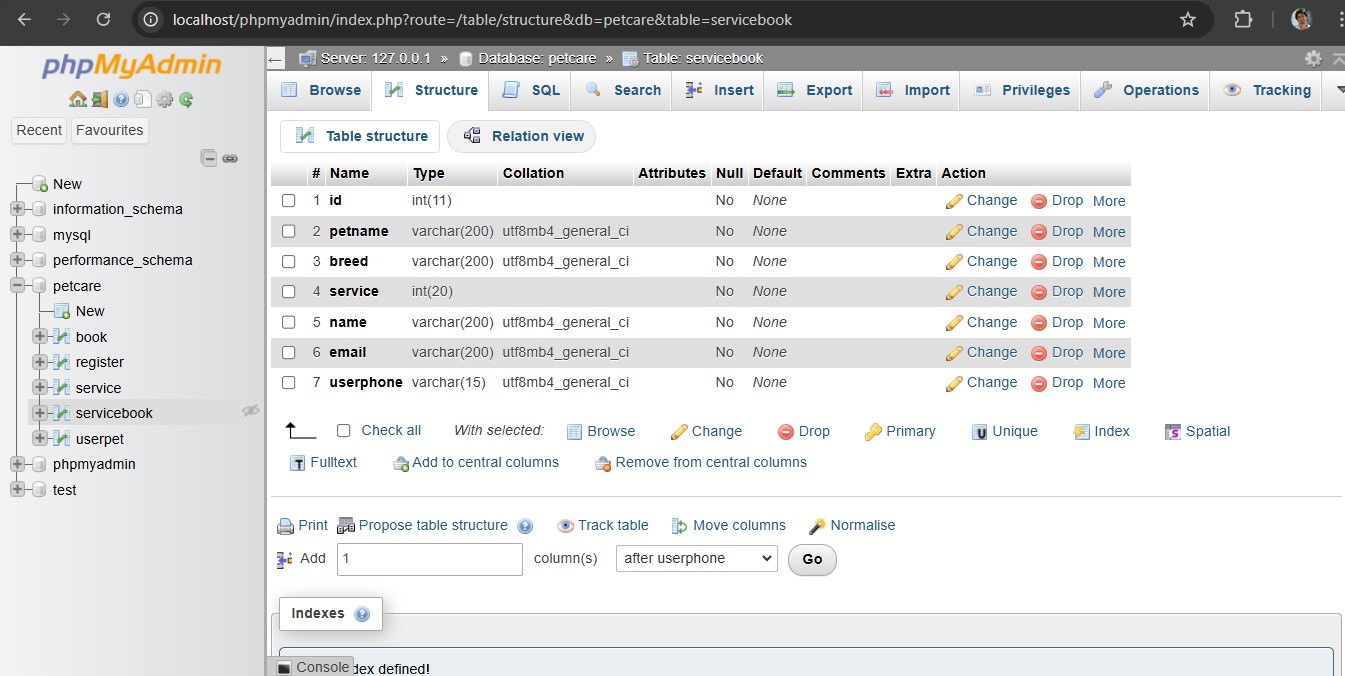 localhost/phpmyadmin/index.php?route=/table/structure&db=petcare&table=servicebook
phpMyAdmin
Recent Favourites
New
information_schema
mysql
performance_schema
petcare
New
book
register
service
servicebook
userpet
phpmyadmin
test
Server: 127.0.0.1 » Database: petcare » Table: servicebook
Browse Structure SQL Search Insert Export Import Privileges Operations Tracking
Table structure Relation view
# Name Type Collation Attributes Null Default Comments Extra Action
1 id int(11) No None Change Drop More
2 petname varchar(200) utf8mb4_general_ci No None Change Drop More
3 breed varchar(200) utf8mb4_general_ci No None Change Drop More
4 service int(20) No None Change Drop More
5 name varchar(200) utf8mb4_general_ci No None Change Drop More
6 email varchar(200) utf8mb4_general_ci No None Change Drop More
7 userphone varchar(15) utf8mb4_general_ci No None Change Drop More
Check all With selected: Browse Change Drop Primary Unique Index Spatial
Fulltext Add to central columns Remove from central columns
Print Propose table structure Track table Move columns Normalise
Add 1 column(s) after userphone Go
Indexes
Console dex defined!